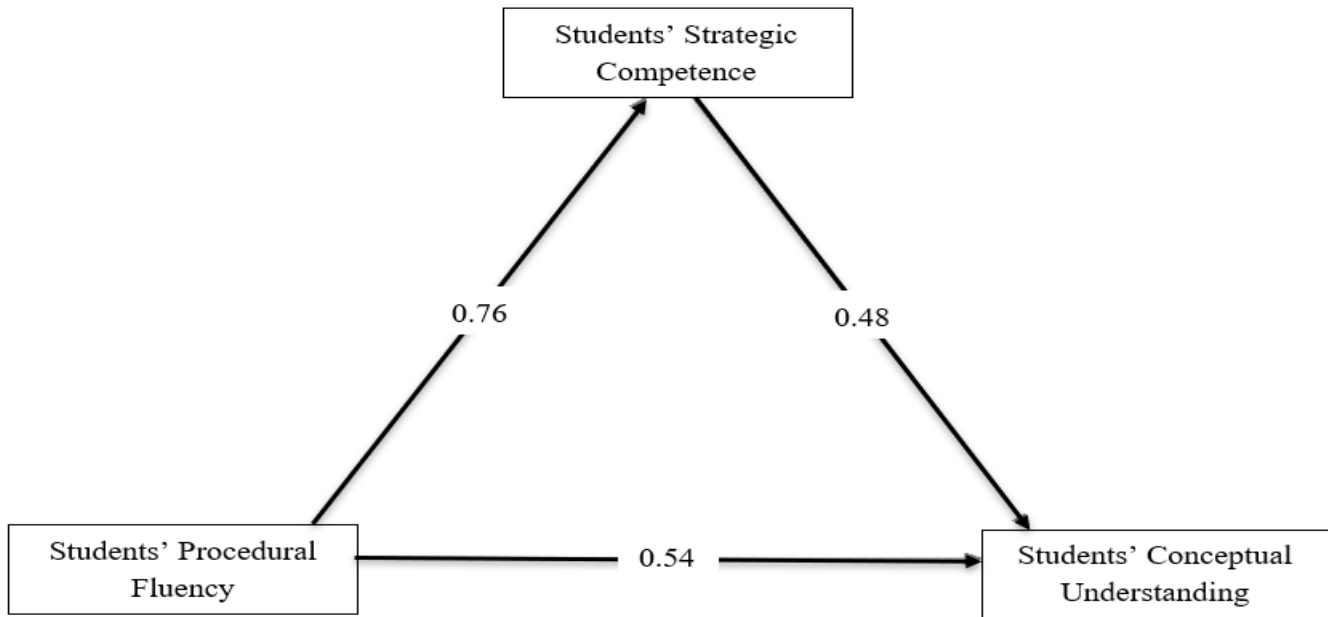 Students’ Strategic
Competence
0.76
0.48
Students’ Procedural
Fluency
0.54
Students’ Conceptual
Understanding